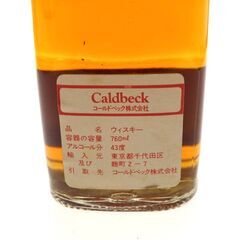 Caldbeck
コールドベック株式会社
品名 ウィスキー
容器の容量 760ml
アルコール分 43度
輸入元 東京都千代田区
及び 麹町2-7
引取先 コールドベック株式会社